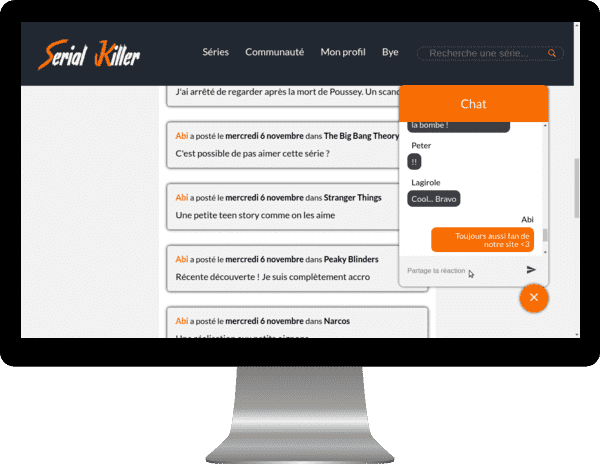 Serial Killer
Séries Communauté Mon profil Bye Recherche une série...
J'ai arrêté de regarder après la mort de Poussey. Un scand
Abi a posté le mercredi 6 novembre dans The Big Bang Theory
C'est possible de pas aimer cette série ?
Abi a posté le mercredi 6 novembre dans Stranger Things
Une petite teen story comme on les aime
Abi a posté le mercredi 6 novembre dans Peaky Blinders
Récente découverte ! Je suis complètement accro
Abi a posté le mercredi 6 novembre dans Narcos
Une réalisation aux petits oignons
Chat
la bombe !
Peter
!!
Lagirole
Cool... Bravo
Abi
Toujours aussi fan de
notre site <3
Partage ta réaction